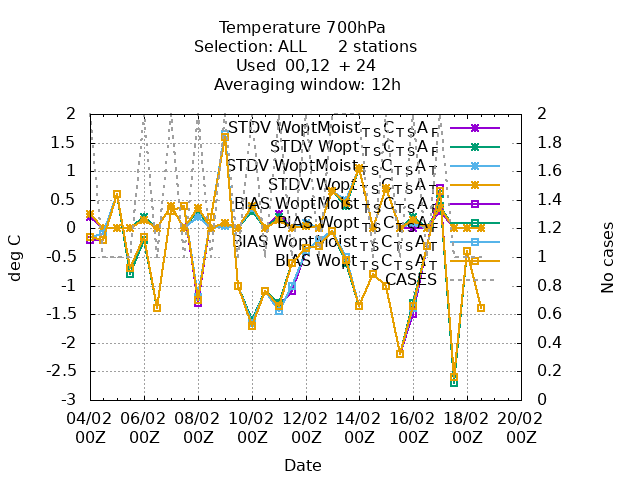 Temperature 700hPa
Selection: ALL 2 stations
Used 00,12 + 24
Averaging window: 12h
STDV WoptMoist_TS C_TS A_F
STDV Wopt_TS C_TS A_F
STDV WoptMoist_TS C_TS A_T
STDV Wopt_TS C_TS A_T
BIAS WoptMoist_TS C_TS A_F
BIAS Wopt_TS C_TS A_F
BIAS WoptMoist_TS C_TS A_T
BIAS Wopt_TS C_TS A_T
CASES
2
1.5
1
0.5
0
-0.5
-1
-1.5
-2
-2.5
-3
deg C
2
1.8
1.6
1.4
1.2
1
0.8
0.6
0.4
0.2
0
No cases
04/02 06/02 08/02 10/02 12/02 14/02 16/02 18/02 20/02
00Z 00Z 00Z 00Z 00Z 00Z 00Z 00Z 00Z
Date